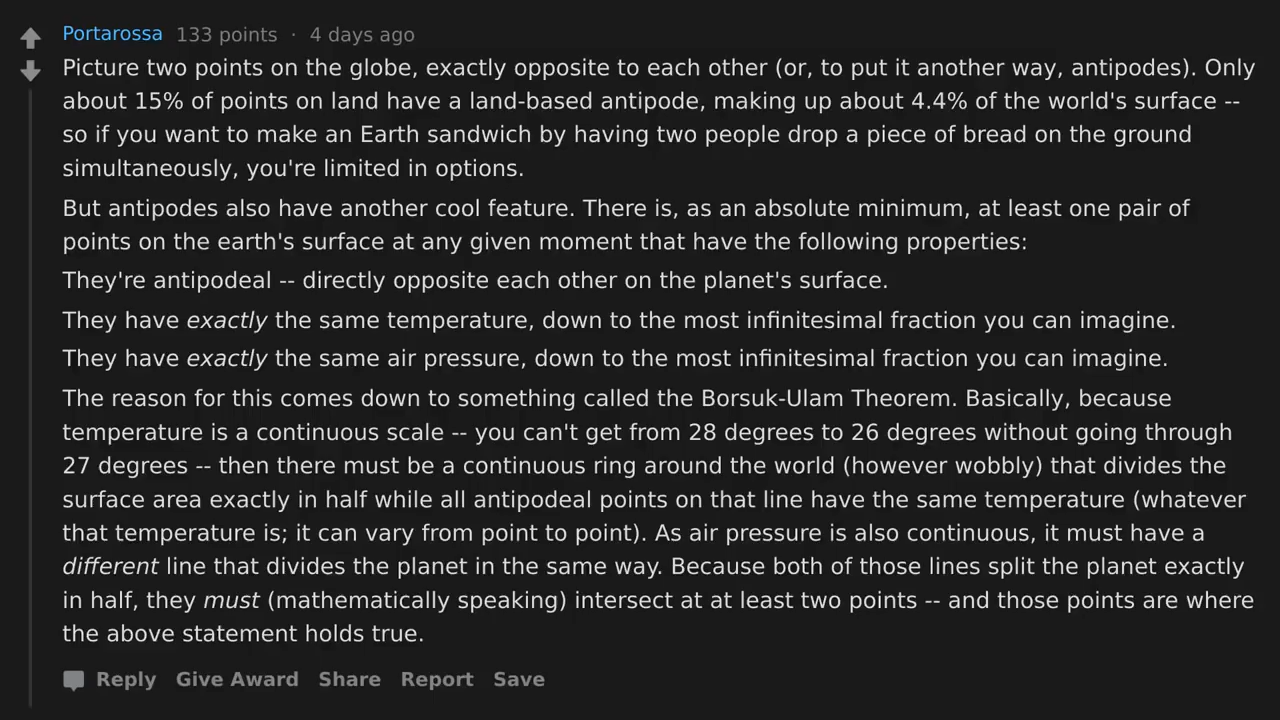 Portarossa 133 points · 4 days ago
Picture two points on the globe, exactly opposite to each other (or, to put it another way, antipodes). Only
about 15% of points on land have a land-based antipode, making up about 4.4% of the world's surface --
so if you want to make an Earth sandwich by having two people drop a piece of bread on the ground
simultaneously, you're limited in options.
But antipodes also have another cool feature. There is, as an absolute minimum, at least one pair of
points on the earth's surface at any given moment that have the following properties:
They're antipodeal -- directly opposite each other on the planet's surface.
They have exactly the same temperature, down to the most infinitesimal fraction you can imagine.
They have exactly the same air pressure, down to the most infinitesimal fraction you can imagine.
The reason for this comes down to something called the Borsuk-Ulam Theorem. Basically, because
temperature is a continuous scale -- you can't get from 28 degrees to 26 degrees without going through
27 degrees -- then there must be a continuous ring around the world (however wobbly) that divides the
surface area exactly in half while all antipodeal points on that line have the same temperature (whatever
that temperature is; it can vary from point to point). As air pressure is also continuous, it must have a
different line that divides the planet in the same way. Because both of those lines split the planet exactly
in half, they must (mathematically speaking) intersect at at least two points -- and those points are where
the above statement holds true.
Reply Give Award Share Report Save